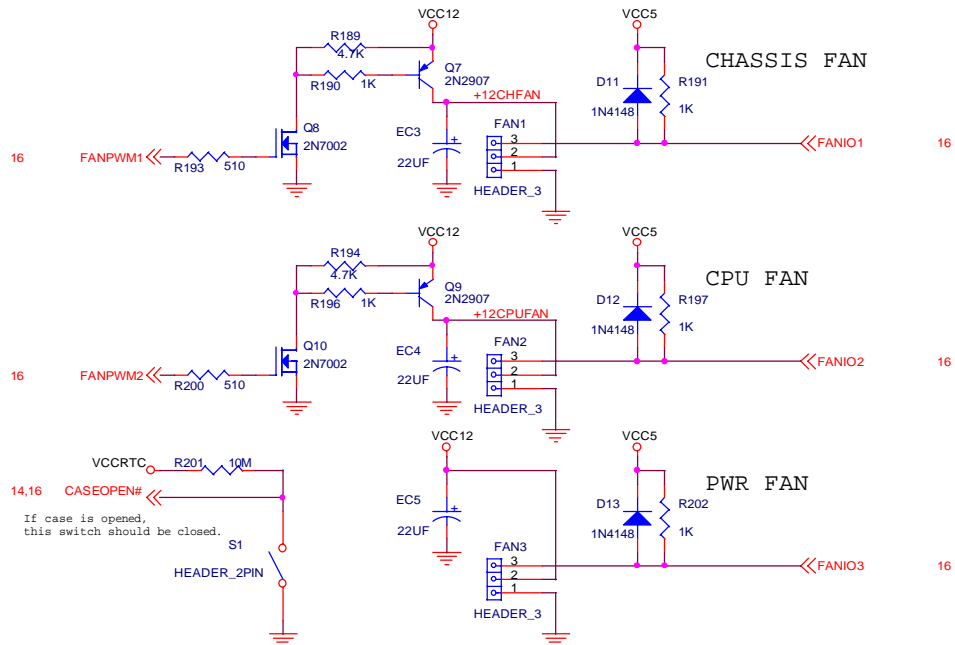 VCC12
VCC5
R189
4.7K
CHASSIS FAN
Q7
2N2907
R190
1K
D11
R191
1N4148
1K
+12CHFAN
Q8
2N7002
EC3
22UF
FAN1
3
2
1
HEADER_3
16
FANPWM1
R193
510
FANIO1
16
VCC12
VCC5
R194
4.7K
CPU FAN
Q9
2N2907
R196
1K
D12
R197
1N4148
1K
+12CPUFAN
Q10
2N7002
EC4
22UF
FAN2
3
2
1
HEADER_3
16
FANPWM2
R200
510
FANIO2
16
VCC12
VCC5
VCCRTC
R201
10M
PWR FAN
14,16
CASEOPEN#
EC5
22UF
D13
R202
1N4148
1K
If case is opened,
this switch should be closed.
S1
HEADER_2PIN
FAN3
3
2
1
HEADER_3
FANIO3
16